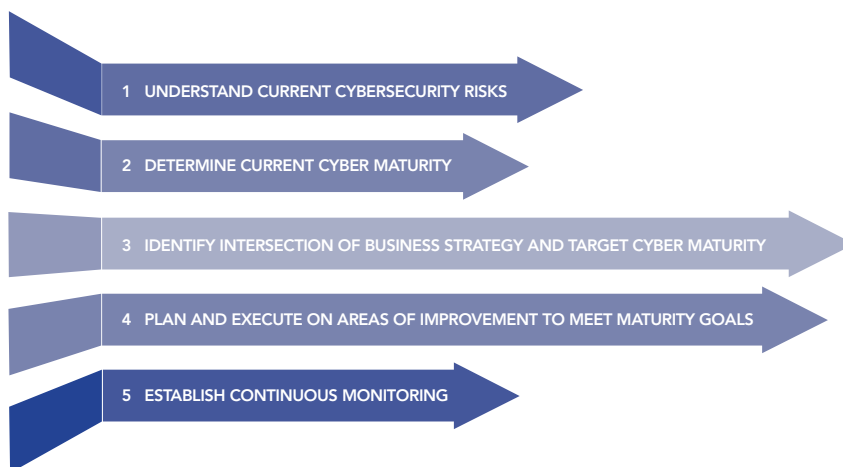 1 UNDERSTAND CURRENT CYBERSECURITY RISKS
2 DETERMINE CURRENT CYBER MATURITY
3 IDENTIFY INTERSECTION OF BUSINESS STRATEGY AND TARGET CYBER MATURITY
4 PLAN AND EXECUTE ON AREAS OF IMPROVEMENT TO MEET MATURITY GOALS
5 ESTABLISH CONTINUOUS MONITORING